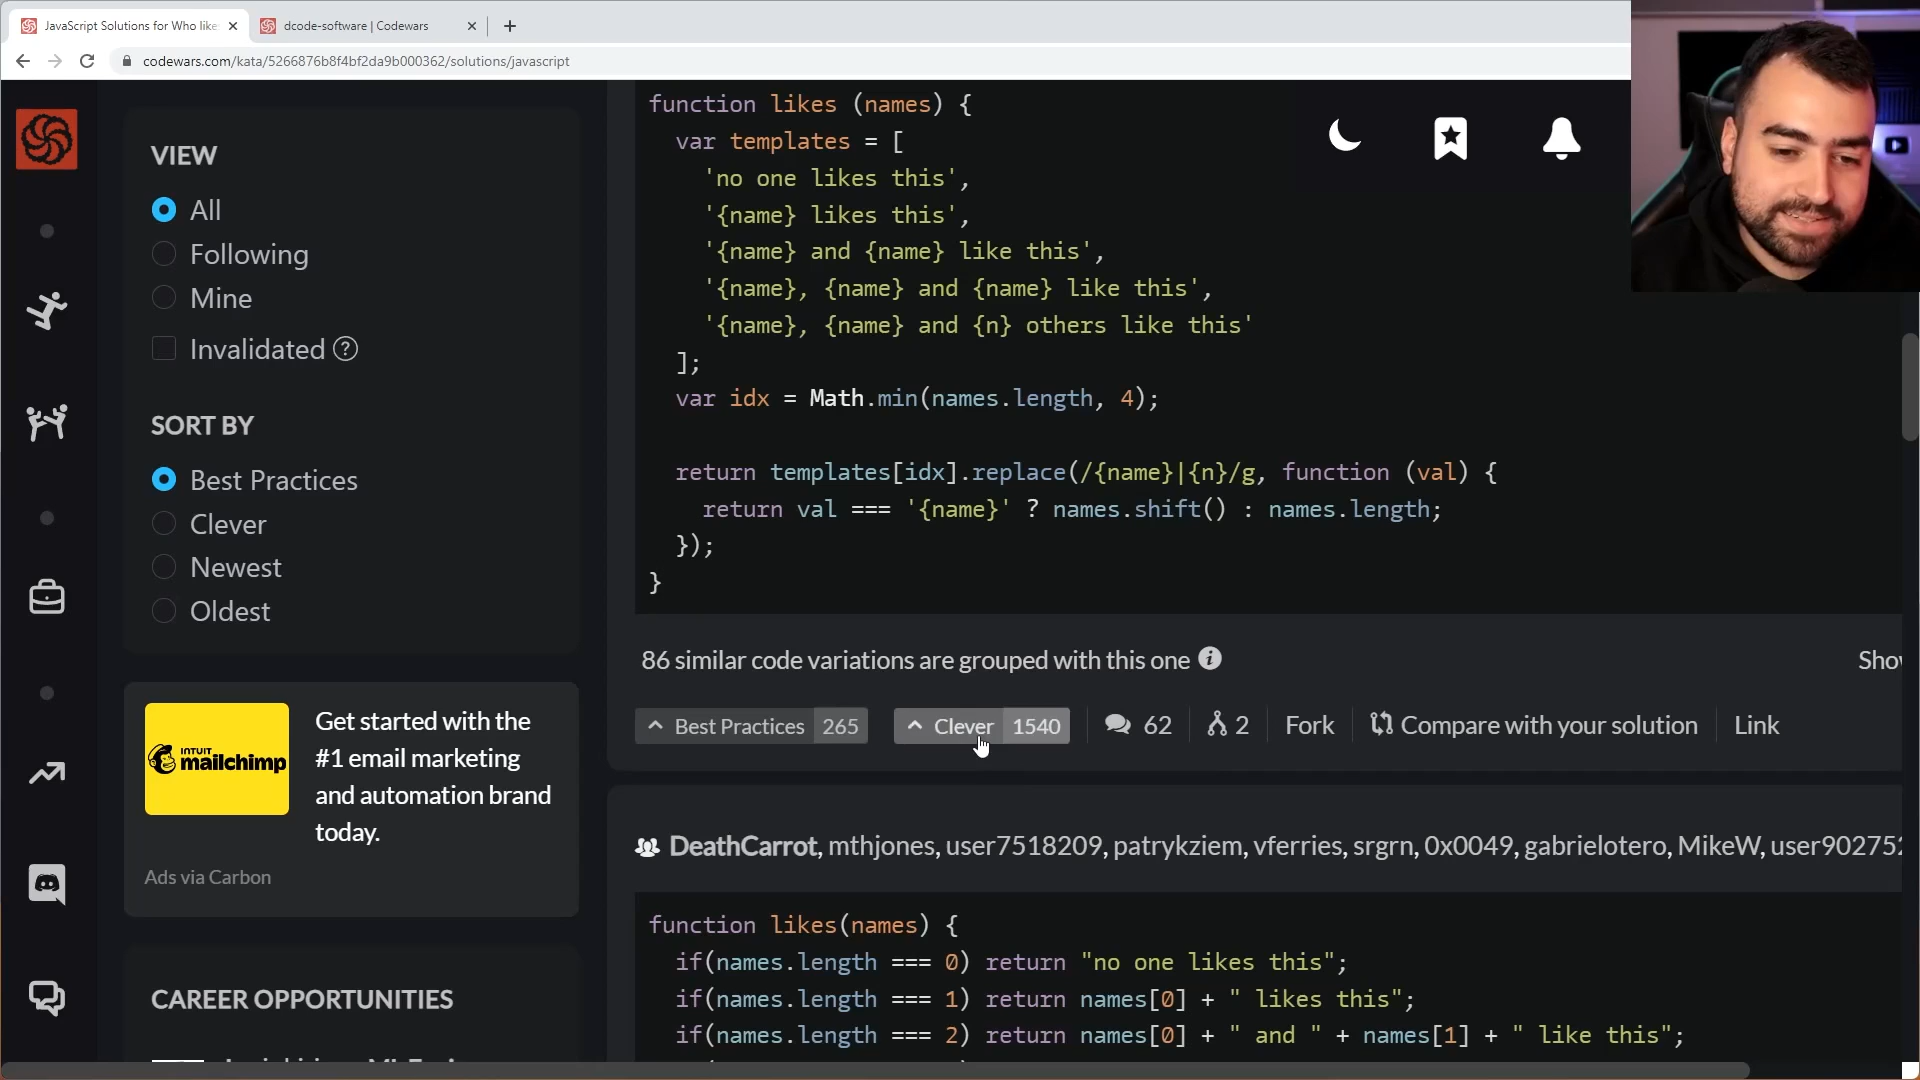 JavaScript Solutions for Who like
dcode-software | Codewars
codewars.com/kata/5266876b8f4bf2da9b000362/solutions/javascript
VIEW
All
Following
Mine
Invalidated ?
SORT BY
Best Practices
Clever
Newest
Oldest
INTUIT
mailchimp
Get started with the
#1 email marketing
and automation brand
today.
Ads via Carbon
CAREER OPPORTUNITIES
function likes (names) {
var templates = [
'no one likes this',
'{name} likes this',
'{name} and {name} like this',
'{name}, {name} and {name} like this',
'{name}, {name} and {n} others like this'
];
var idx = Math.min(names.length, 4);
return templates[idx].replace(/{name}|{n}/g, function (val) {
return val === '{name}' ? names.shift() : names.length;
});
}
86 similar code variations are grouped with this one i
Show
Best Practices 265 Clever 1540 62 2 Fork Compare with your solution Link
DeathCarrot, mthjones, user7518209, patrykziem, vferries, srgrn, 0x0049, gabrielotero, MikeW, user902752
function likes(names) {
if(names.length === 0) return "no one likes this";
if(names.length === 1) return names[0] + " likes this";
if(names.length === 2) return names[0] + " and " + names[1] + " like this";